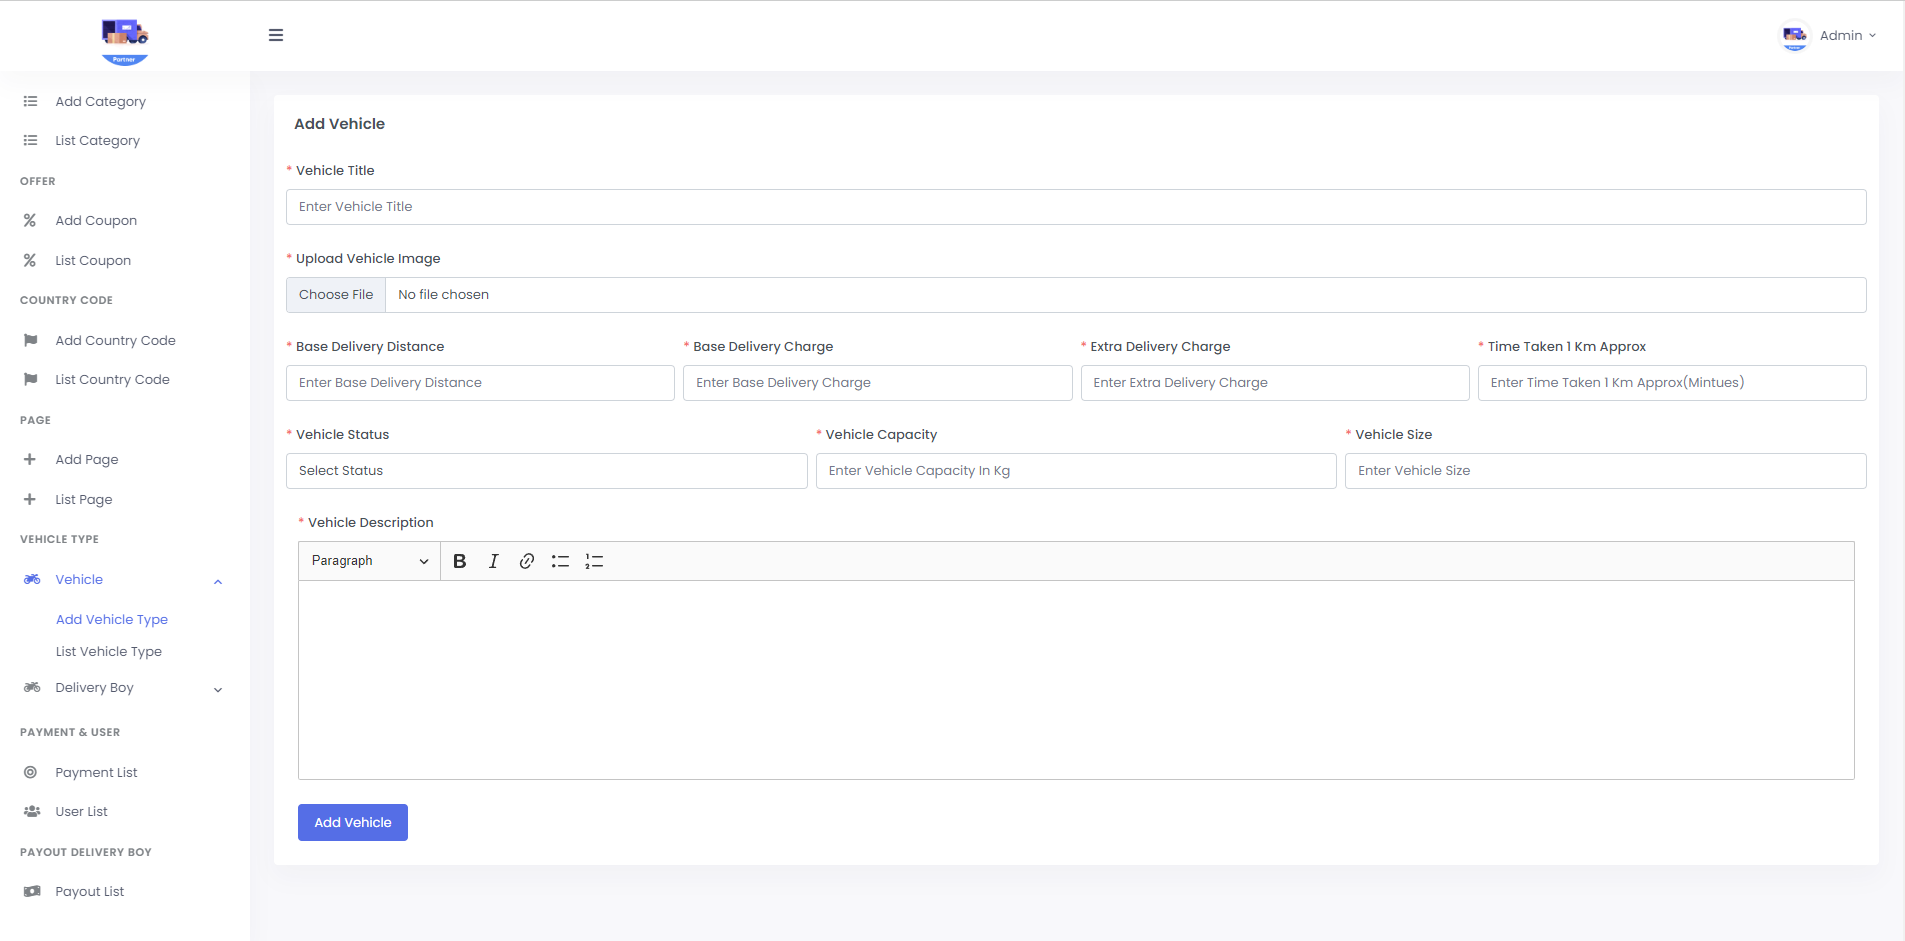 Partner
Admin
Add Category
List Category
OFFER
Add Coupon
List Coupon
COUNTRY CODE
Add Country Code
List Country Code
PAGE
Add Page
List Page
VEHICLE TYPE
Vehicle
Add Vehicle Type
List Vehicle Type
Delivery Boy
PAYMENT & USER
Payment List
User List
PAYOUT DELIVERY BOY
Payout List
Add Vehicle
* Vehicle Title
Enter Vehicle Title
* Upload Vehicle Image
Choose File No file chosen
* Base Delivery Distance * Base Delivery Charge * Extra Delivery Charge * Time Taken 1 Km Approx
Enter Base Delivery Distance Enter Base Delivery Charge Enter Extra Delivery Charge Enter Time Taken 1 Km Approx(Mintues)
* Vehicle Status * Vehicle Capacity * Vehicle Size
Select Status Enter Vehicle Capacity In Kg Enter Vehicle Size
* Vehicle Description
Paragraph
Add Vehicle